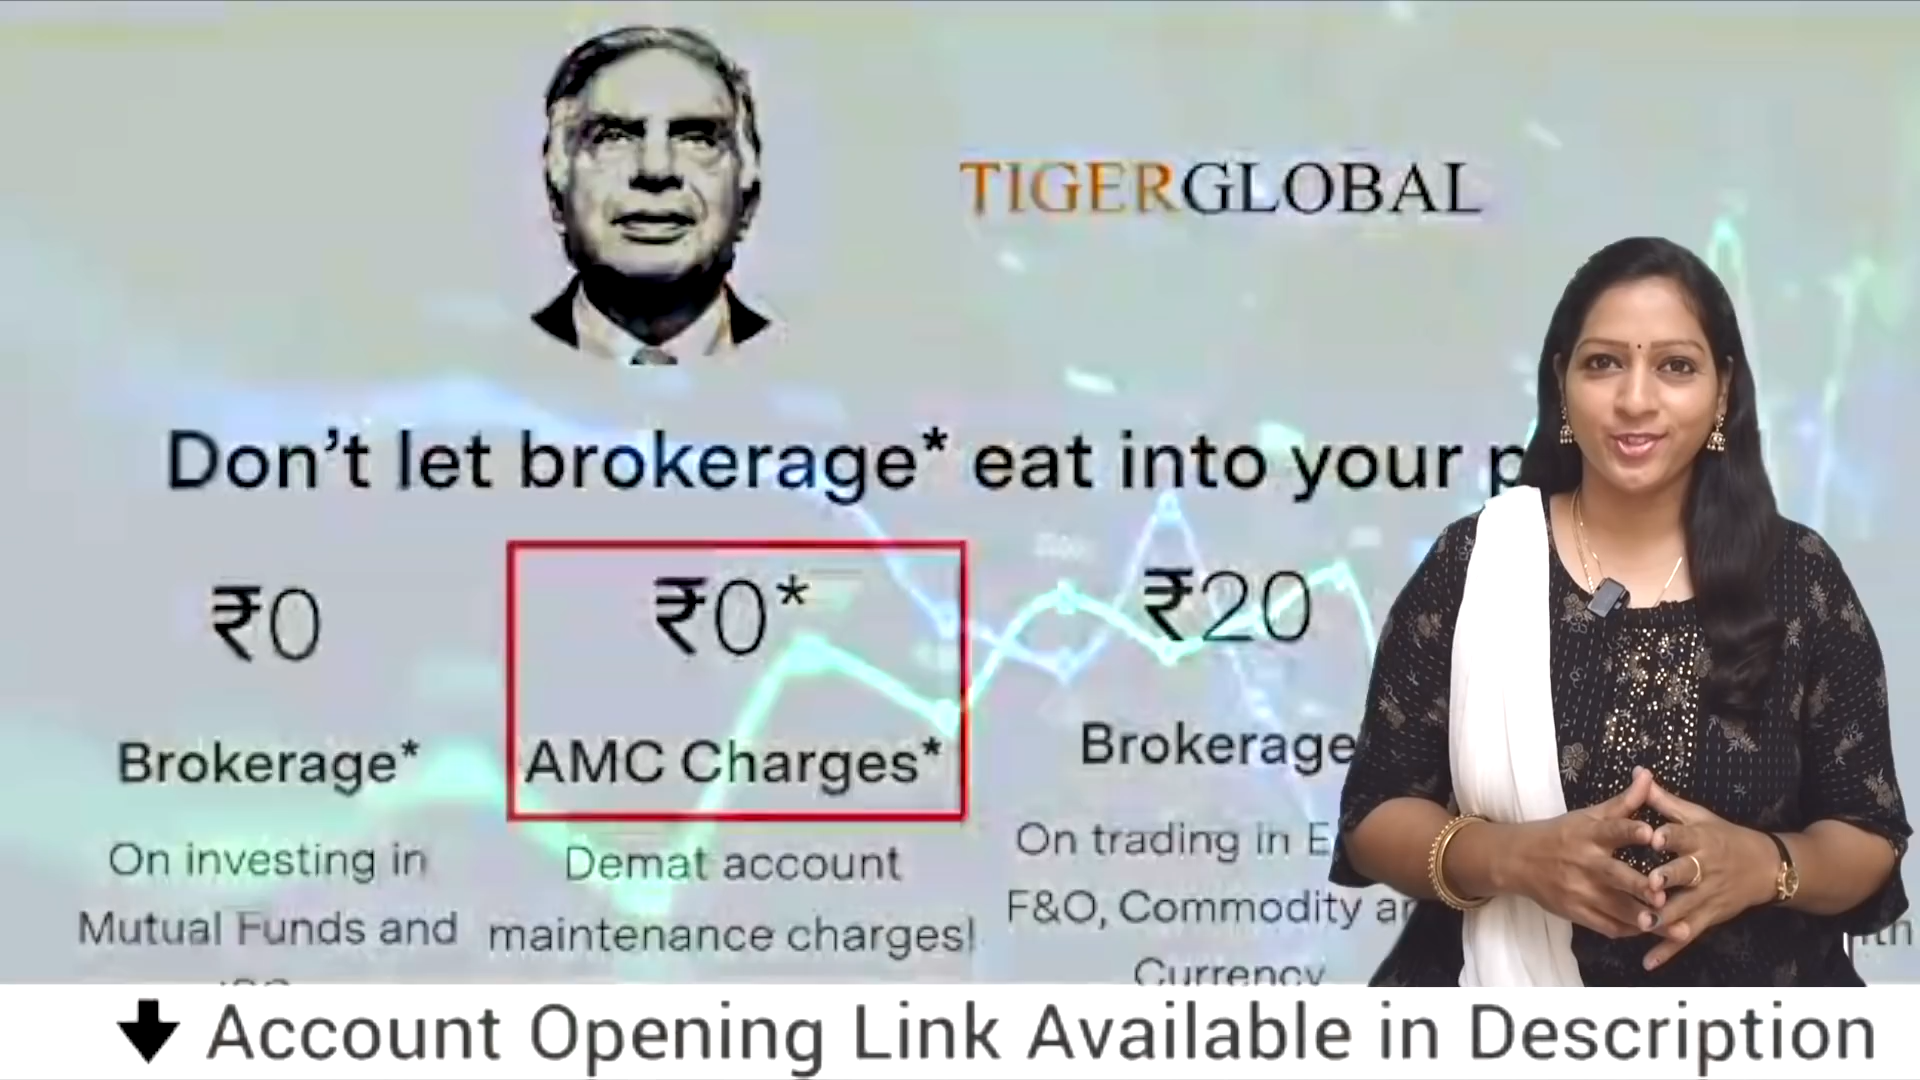 TIGERGLOBAL
Don't let brokerage* eat into your p
₹0
Brokerage*
On investing in
Mutual Funds and
₹0*
AMC Charges*
Demat account
maintenance charges!
₹20
Brokerage
On trading in E
F&O, Commodity a
Currency
Account Opening Link Available in Description